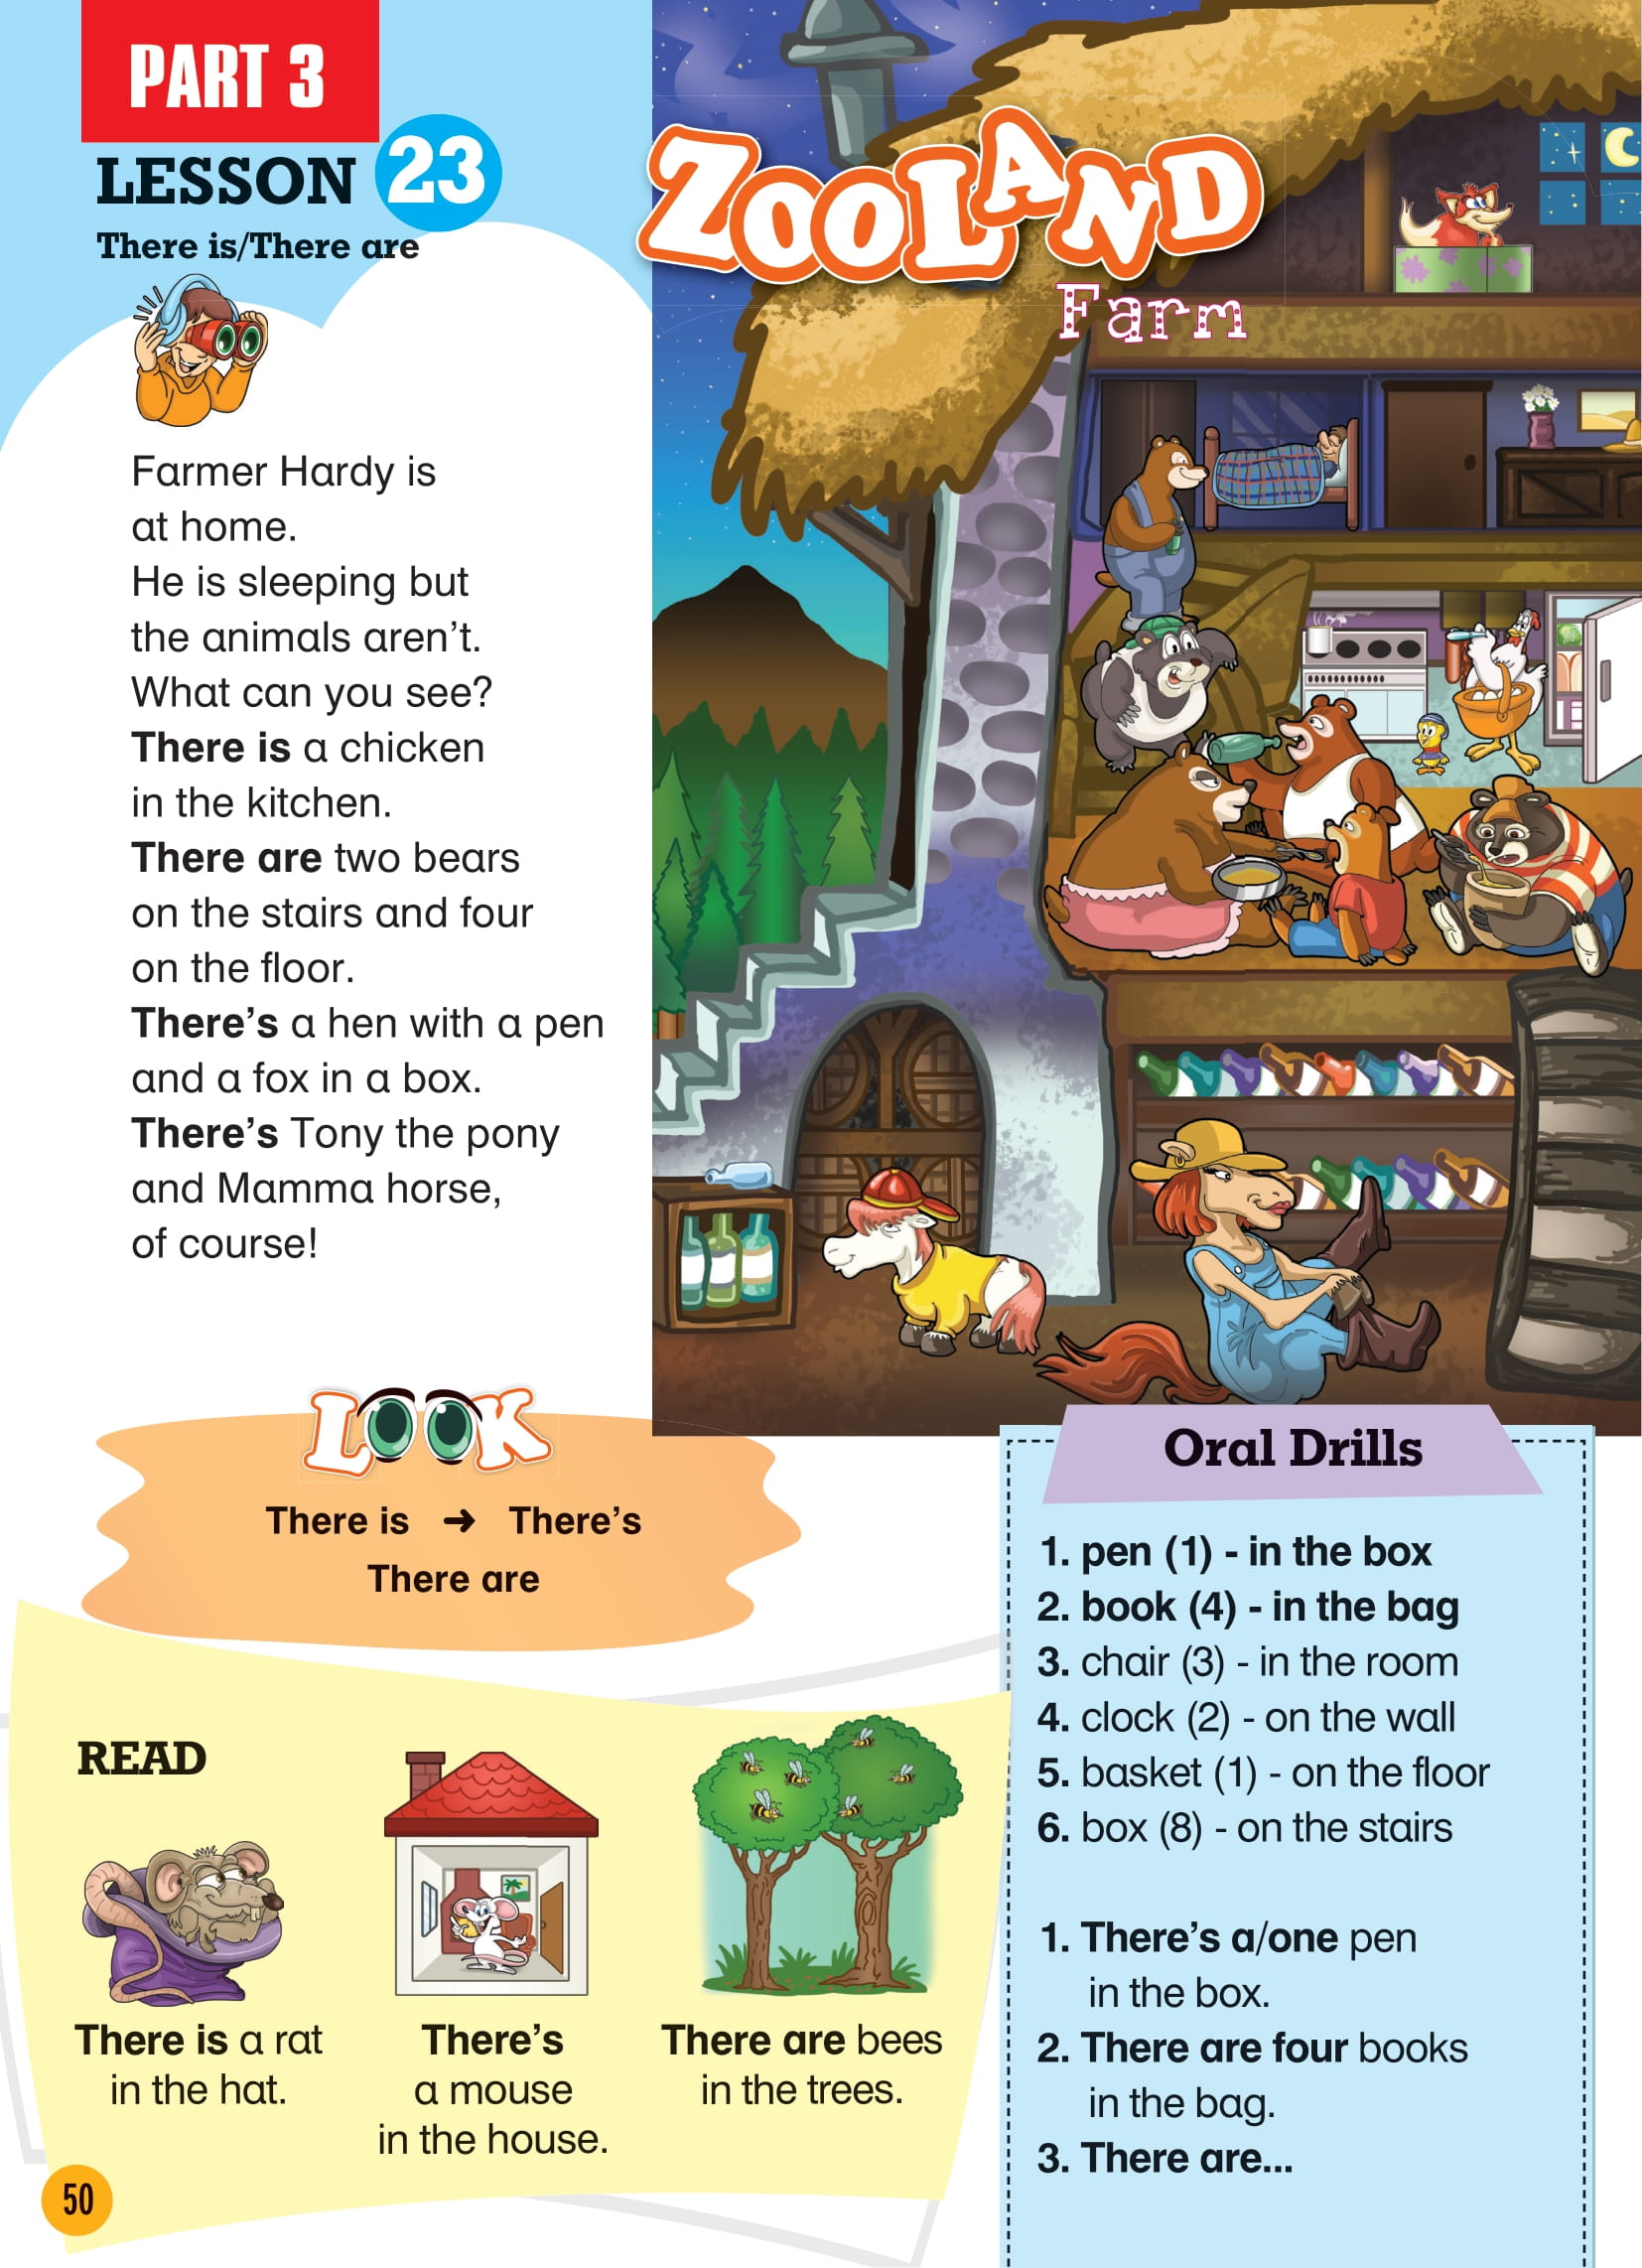 PART 3
LESSON 23
There is/There are
ZOOLAND
Farm
Farmer Hardy is
at home.
He is sleeping but
the animals aren't.
What can you see?
There is a chicken
in the kitchen.
There are two bears
on the stairs and four
on the floor.
There's a hen with a pen
and a fox in a box.
There's Tony the pony
and Mamma horse,
of course!
LOOK
There is ➜ There's
There are
READ
There is a rat
in the hat.
There's
a mouse
in the house.
There are bees
in the trees.
Oral Drills
1. pen (1) - in the box
2. book (4) - in the bag
3. chair (3) - in the room
4. clock (2) - on the wall
5. basket (1) - on the floor
6. box (8) - on the stairs
1. There's a/one pen
in the box.
2. There are four books
in the bag.
3. There are...
50